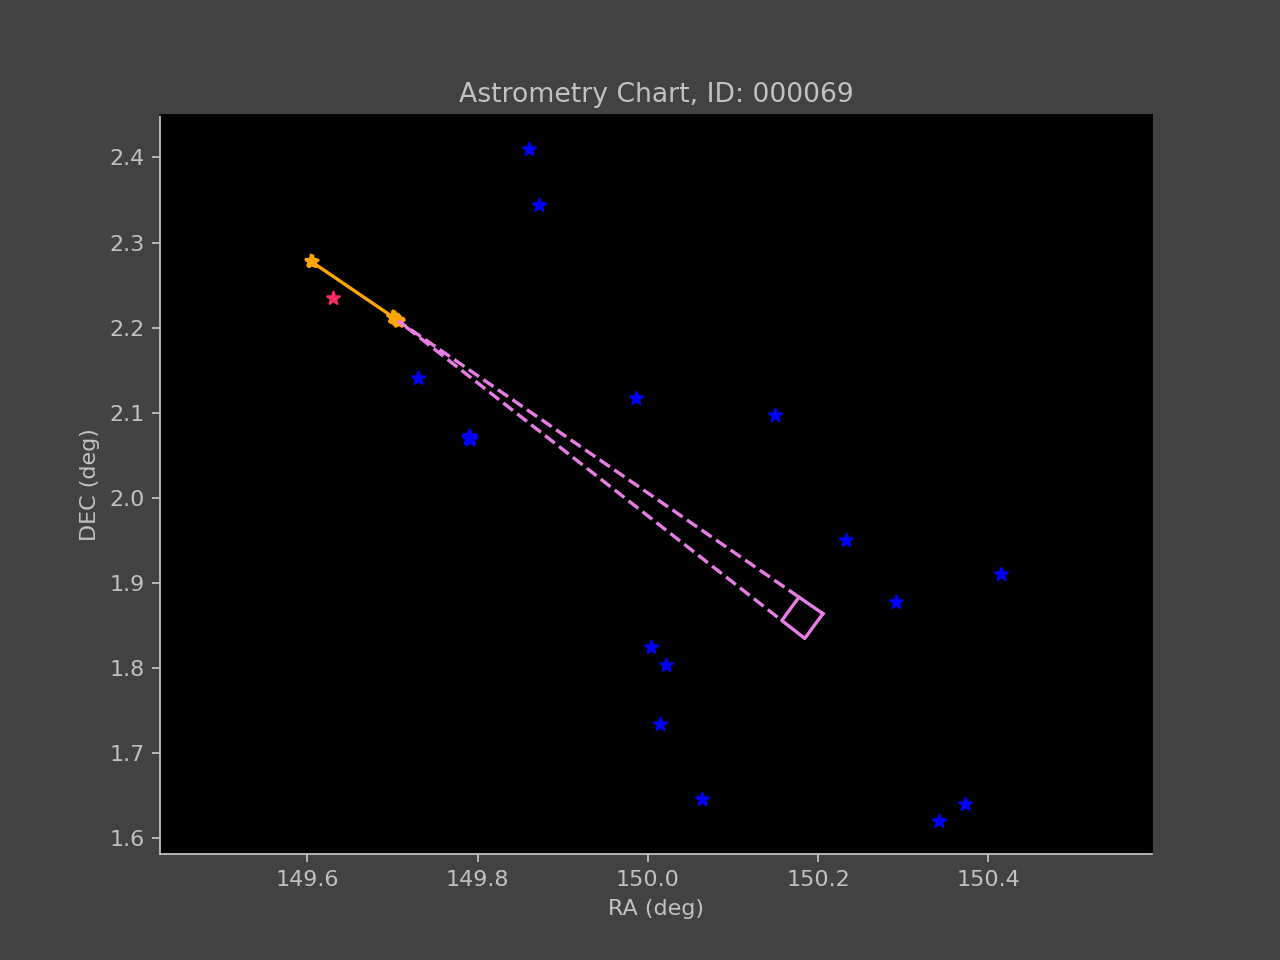 Astrometry Chart, ID: 000069
2.4
2.3
2.2
2.1
2.0
1.9
1.8
1.7
1.6
DEC (deg)
149.6 149.8 150.0 150.2 150.4
RA (deg)